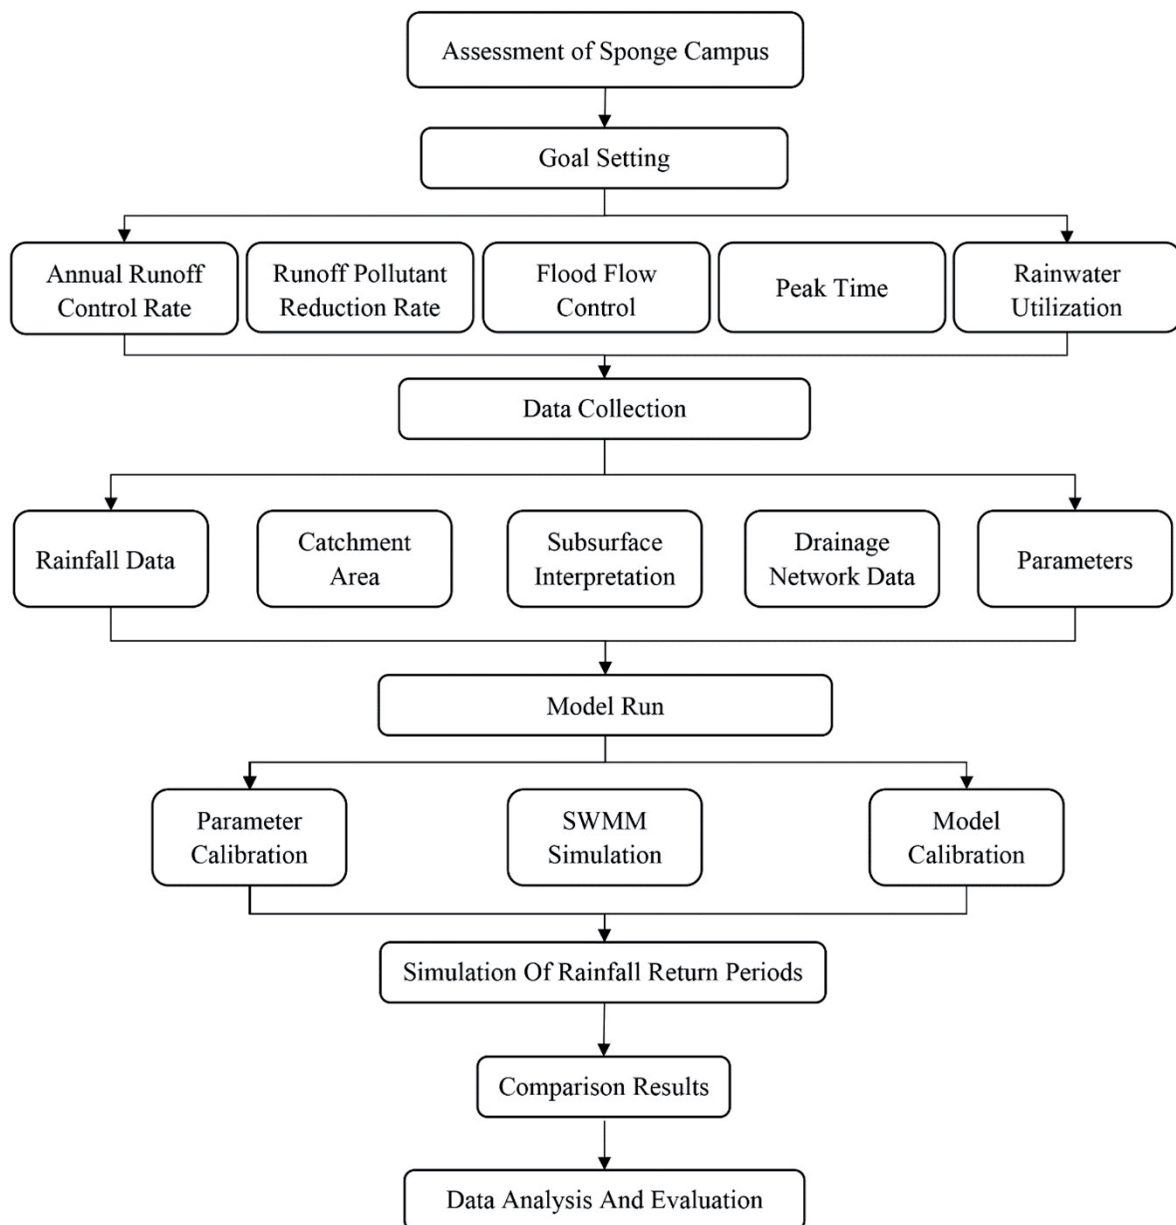 Assessment of Sponge Campus
Goal Setting
Annual Runoff
Control Rate
Runoff Pollutant
Reduction Rate
Flood Flow
Control
Peak Time
Rainwater
Utilization
Data Collection
Rainfall Data
Catchment
Area
Subsurface
Interpretation
Drainage
Network Data
Parameters
Model Run
Parameter
Calibration
SWMM
Simulation
Model
Calibration
Simulation Of Rainfall Return Periods
Comparison Results
Data Analysis And Evaluation